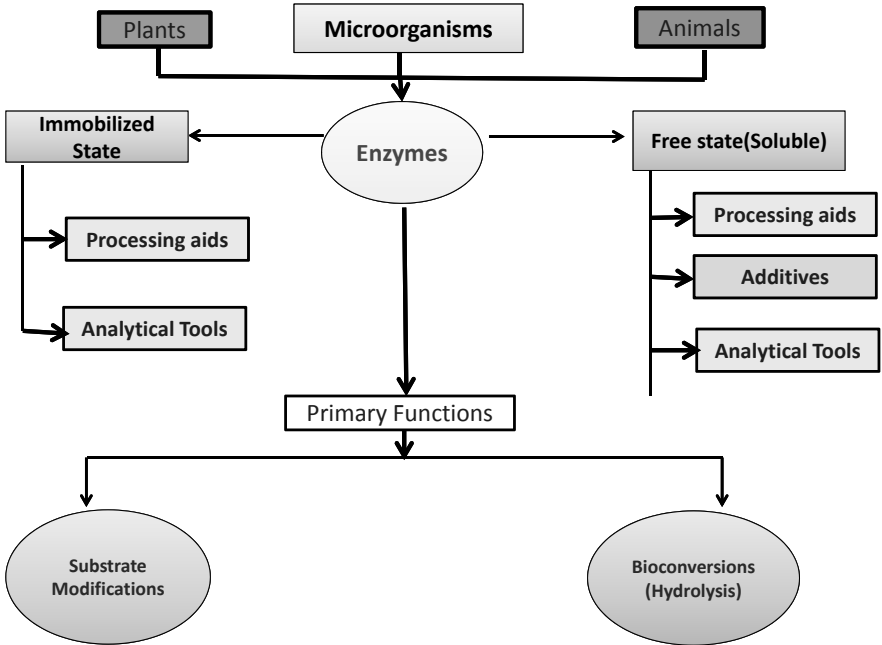 Plants
Microorganisms
Animals
Immobilized
State
Enzymes
Free state(Soluble)
Processing aids
Analytical Tools
Processing aids
Additives
Analytical Tools
Primary Functions
Substrate
Modifications
Bioconversions
(Hydrolysis)